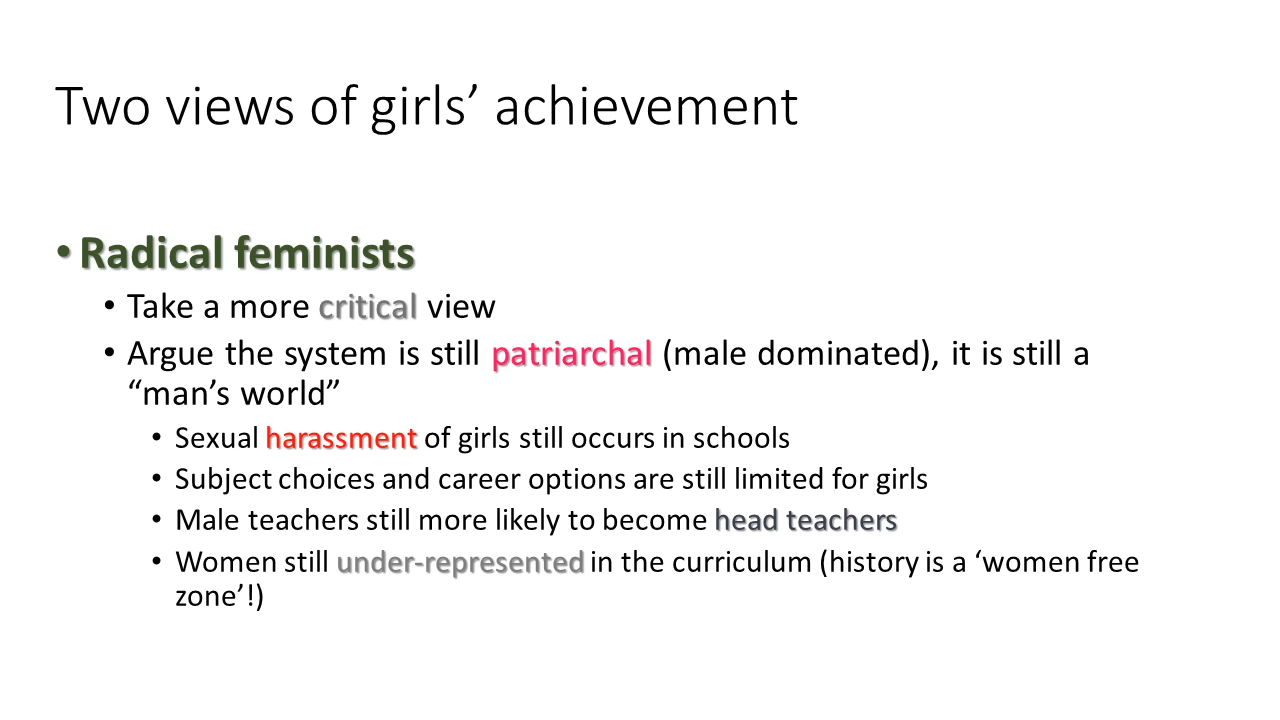 Two views of girls’ achievement
• Radical feminists
• Take a more critical view
• Argue the system is still patriarchal (male dominated), it is still a
“man’s world”
• Sexual harassment of girls still occurs in schools
• Subject choices and career options are still limited for girls
• Male teachers still more likely to become head teachers
• Women still under-represented in the curriculum (history is a ‘women free
zone’!)